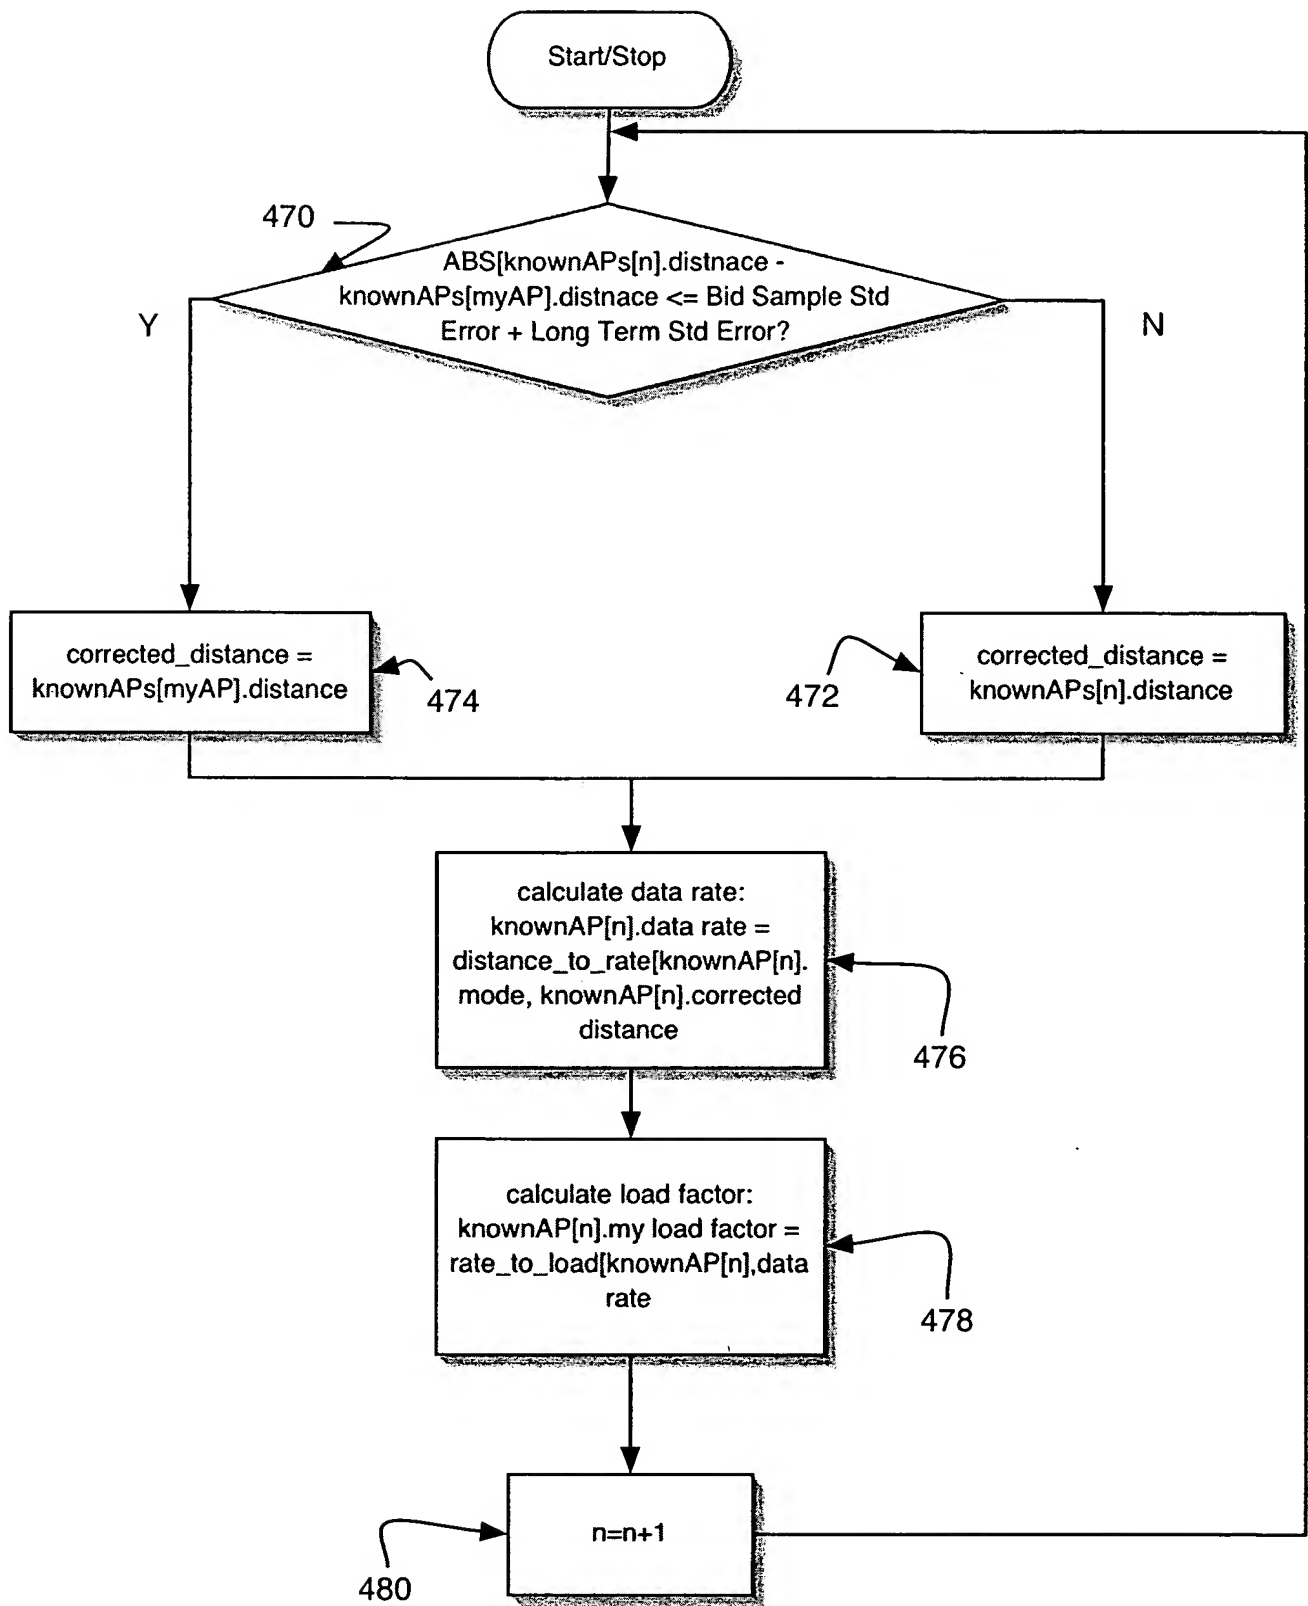 Start/Stop
470
ABS[knownAPs[n].distnace -
knownAPs[myAP].distnace <= Bid Sample Std
Error + Long Term Std Error?
Y
N
corrected_distance =
knownAPs[myAP].distance
474
472
corrected_distance =
knownAPs[n].distance
calculate data rate:
knownAP[n].data rate =
distance_to_rate[knownAP[n].
mode, knownAP[n].corrected
distance
476
calculate load factor:
knownAP[n].my load factor =
rate_to_load[knownAP[n],data
rate
478
n=n+1
480